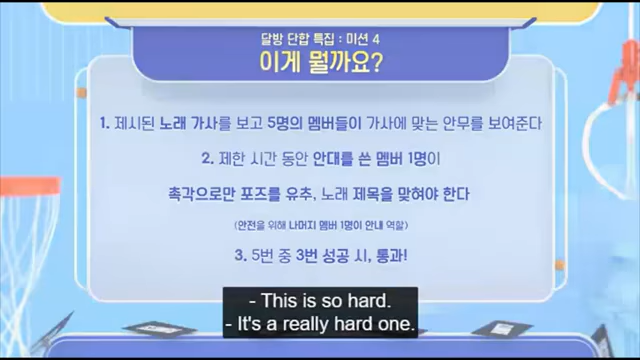 달방 단합 특집 : 미션 4
이게 뭘까요?
1. 제시된 노래 가사를 보고 5명의 멤버들이 가사에 맞는 안무를 보여준다
2. 제한 시간 동안 안대를 쓴 멤버 1명이
촉각으로만 포즈를 유추, 노래 제목을 맞혀야 한다
(안전을 위해 나머지 멤버 1명이 안내 역할)
3. 5번 중 3번 성공 시, 통과!
- This is so hard.
- It's a really hard one.